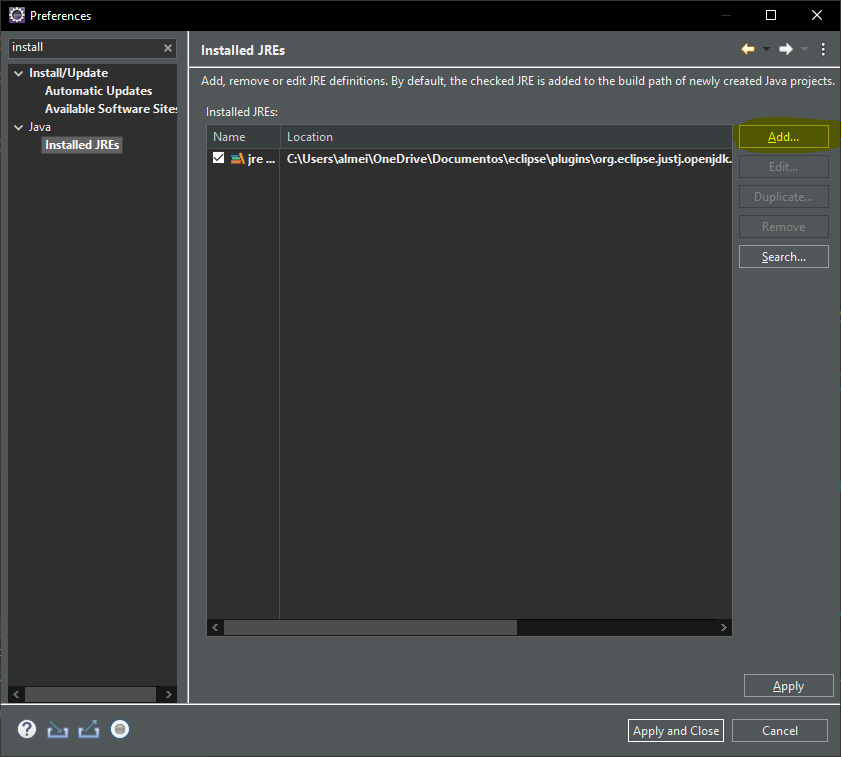 Preferences
install
Install/Update
Automatic Updates
Available Software Sites
Java
Installed JREs
Installed JREs
Add, remove or edit JRE definitions. By default, the checked JRE is added to the build path of newly created Java projects.
Installed JREs:
Name Location
jre ... C:\Users\almei\OneDrive\Documentos\eclipse\plugins\org.eclipse.justj.openjdk.
Add...
Edit...
Duplicate...
Remove
Search...
Apply
Apply and Close
Cancel